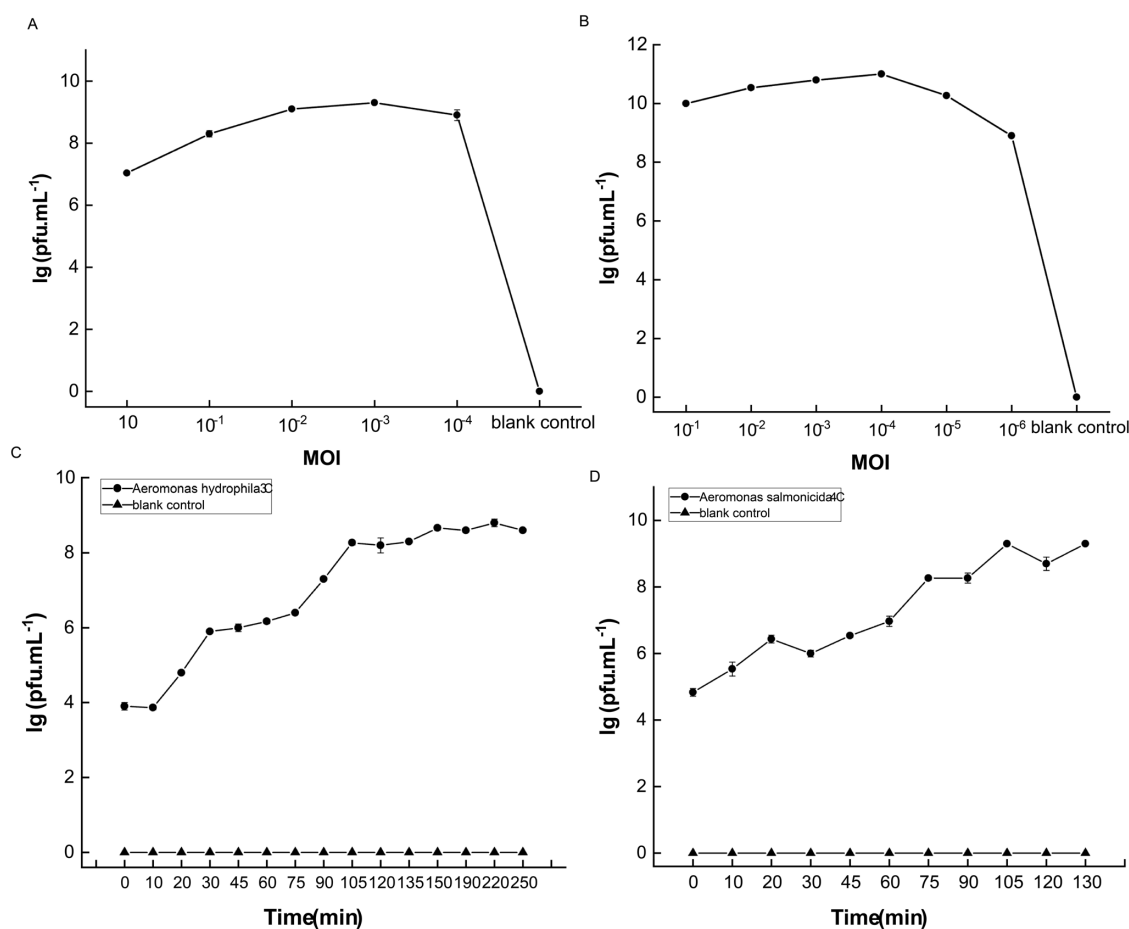 A
lg (pfu.mL⁻¹)
10
8
6
4
2
0
10 10⁻¹ 10⁻² 10⁻³ 10⁻⁴ blank control
MOI
B
lg (pfu.mL⁻¹)
12
10
8
6
4
2
0
10⁻¹ 10⁻² 10⁻³ 10⁻⁴ 10⁻⁵ 10⁻⁶ blank control
MOI
C
Aeromonas hydrophila3C
blank control
lg (pfu.mL⁻¹)
10
8
6
4
2
0
0 10 20 30 45 60 75 90 105 120 135 150 190 220 250
Time(min)
D
Aeromonas salmonicida4C
blank control
lg (pfu.mL⁻¹)
10
8
6
4
2
0
0 10 20 30 45 60 75 90 105 120 130
Time(min)